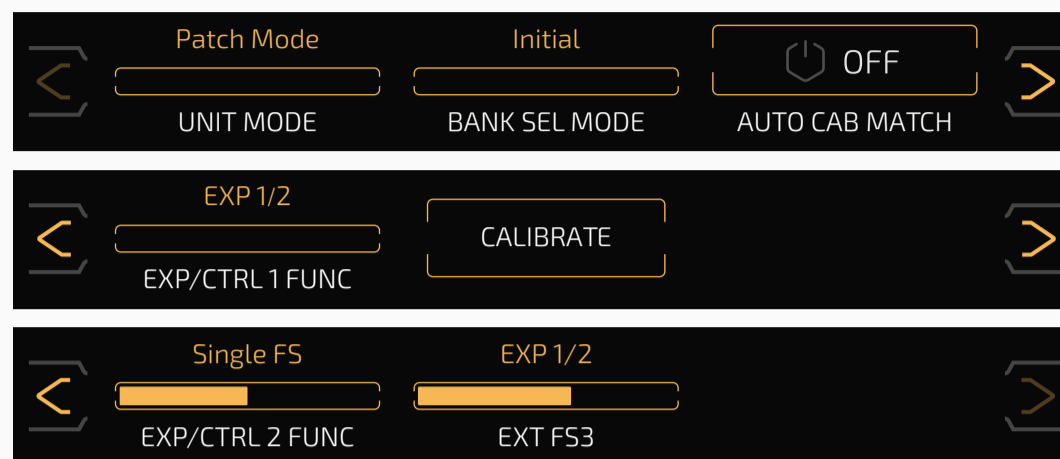 Patch Mode Initial
OFF
UNIT MODE BANK SEL MODE AUTO CAB MATCH
EXP 1/2
CALIBRATE
EXP/CTRL 1 FUNC
Single FS EXP 1/2
EXP/CTRL 2 FUNC EXT FS3